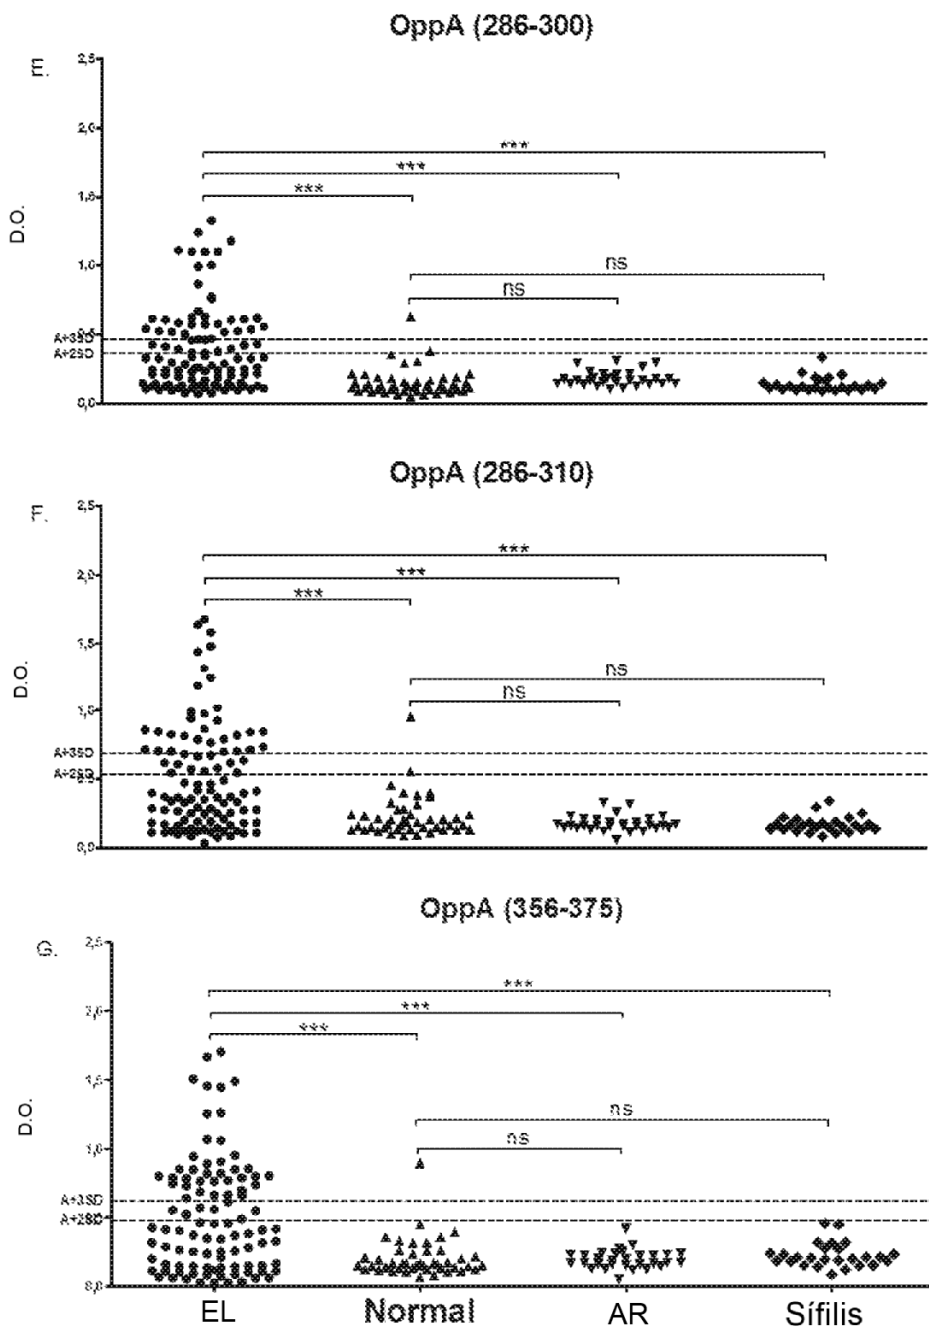 OppA (286-300)
2,5
2,0
D.O.
1,5
1,0
A+3SD
A+2SD
0,0
***
***
***
ns
ns
OppA (286-310)
2,5
2,0
D.O.
1,5
1,0
A+3SD
A+2SD
0,0
***
***
***
ns
ns
OppA (356-375)
G
2,5
2,0
D.O.
1,5
1,0
A+3SD
A+2SD
0,0
***
***
***
ns
ns
EL Normal AR Sífilis